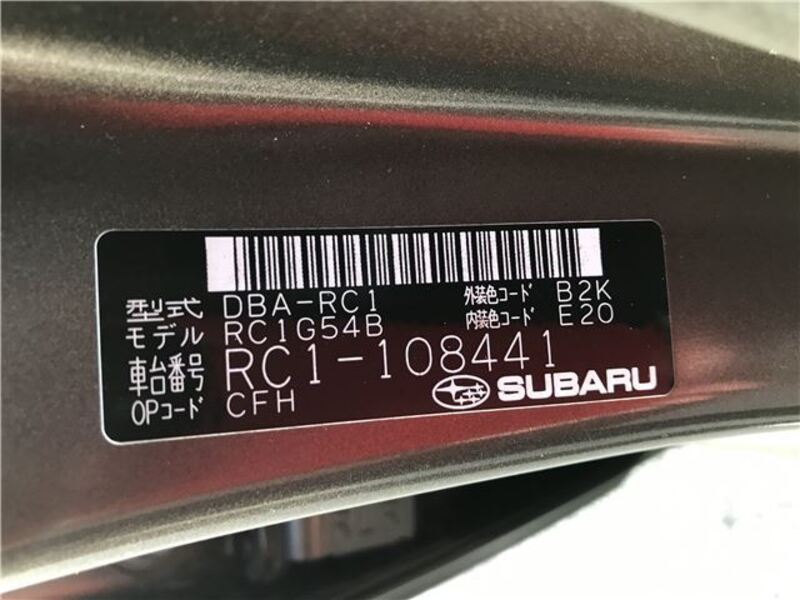 型式 DBA-RC1 外装色コード B2K
モデル RC1G54B 内装色コード E20
車台番号 RC1-108441
OPコード CFH SUBARU